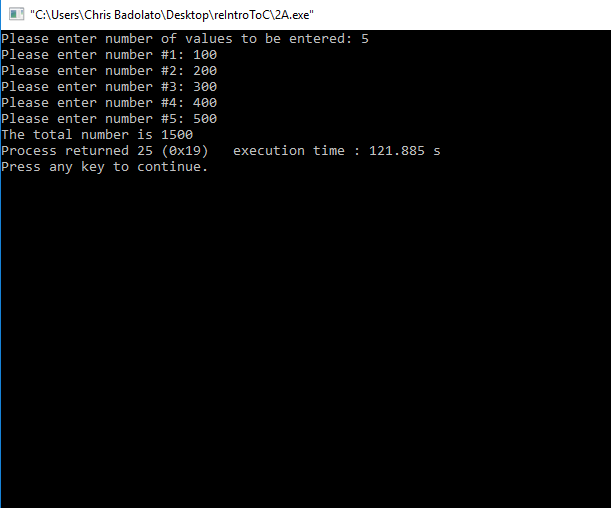 "C:\Users\Chris Badolato\Desktop\reIntroToC\2A.exe"
Please enter number of values to be entered: 5
Please enter number #1: 100
Please enter number #2: 200
Please enter number #3: 300
Please enter number #4: 400
Please enter number #5: 500
The total number is 1500
Process returned 25 (0x19)   execution time : 121.885 s
Press any key to continue.